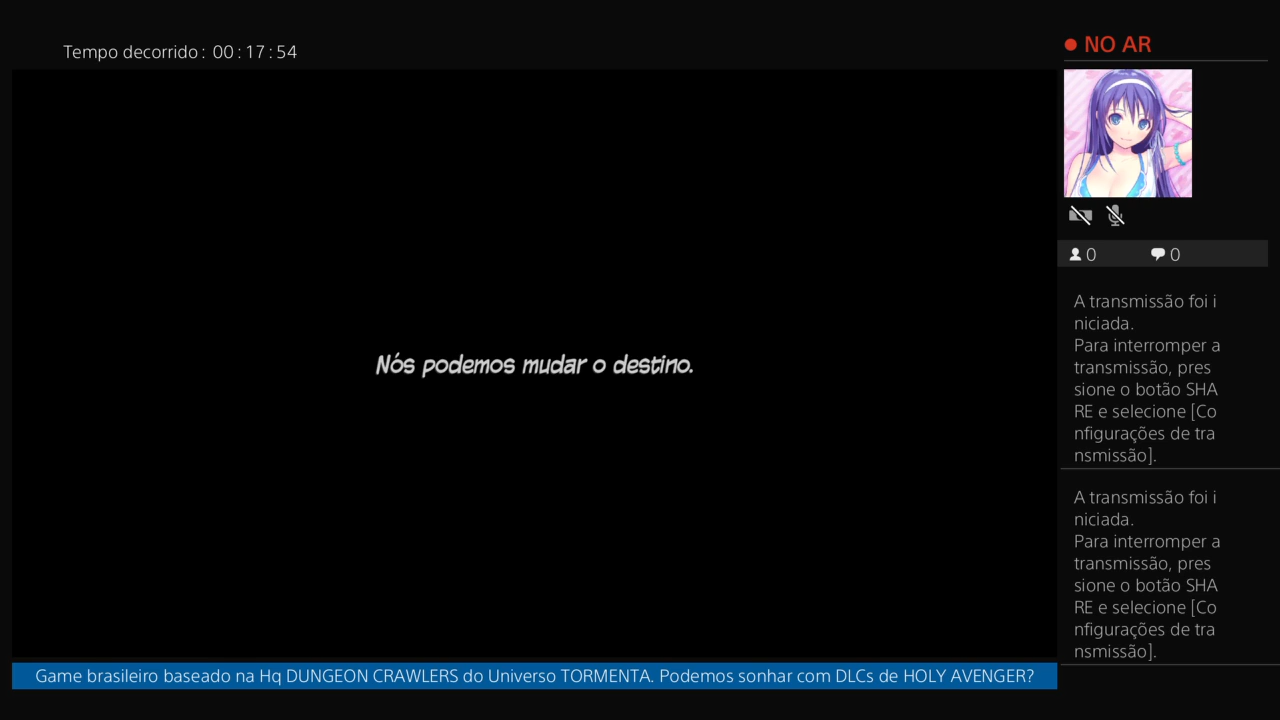 Tempo decorrido : 00 : 17 : 54
NO AR
0 0
A transmissão foi i
niciada.
Para interromper a
transmissão, pres
sione o botão SHA
RE e selecione [Co
nfigurações de tra
nsmissão].
A transmissão foi i
niciada.
Para interromper a
transmissão, pres
sione o botão SHA
RE e selecione [Co
nfigurações de tra
nsmissão].
Nós podemos mudar o destino.
Game brasileiro baseado na Hq DUNGEON CRAWLERS do Universo TORMENTA. Podemos sonhar com DLCs de HOLY AVENGER?